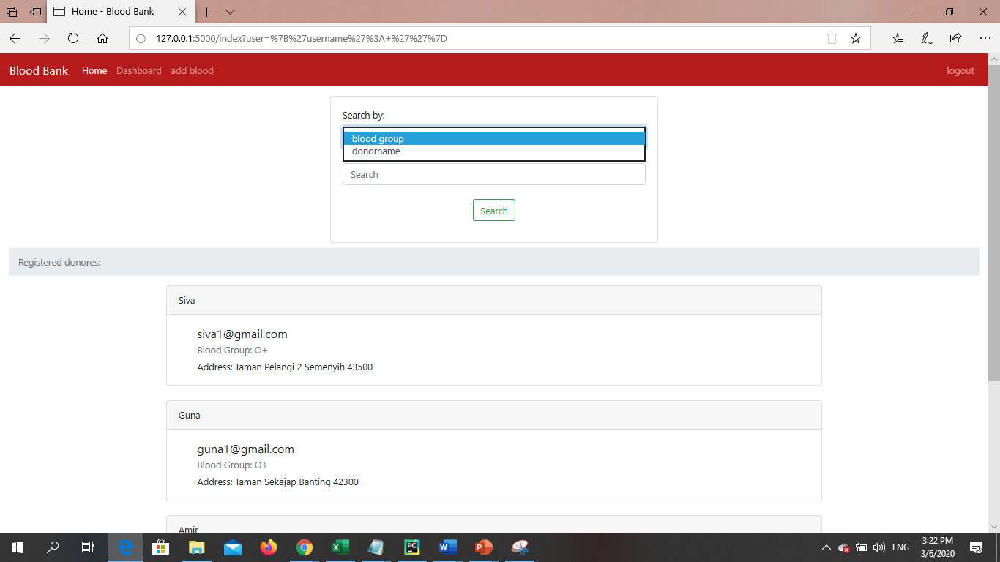 Home - Blood Bank
127.0.0.1:5000/index?user=%7B%27username%27%3A+%27%27%7D
Blood Bank Home Dashboard add blood logout
Search by:
blood group
donorname
Search
Search
Registered donores:
Siva
siva1@gmail.com
Blood Group: O+
Address: Taman Pelangi 2 Semenyih 43500
Guna
guna1@gmail.com
Blood Group: O+
Address: Taman Sekejap Banting 42300
Amir
ENG
3:22 PM
3/6/2020